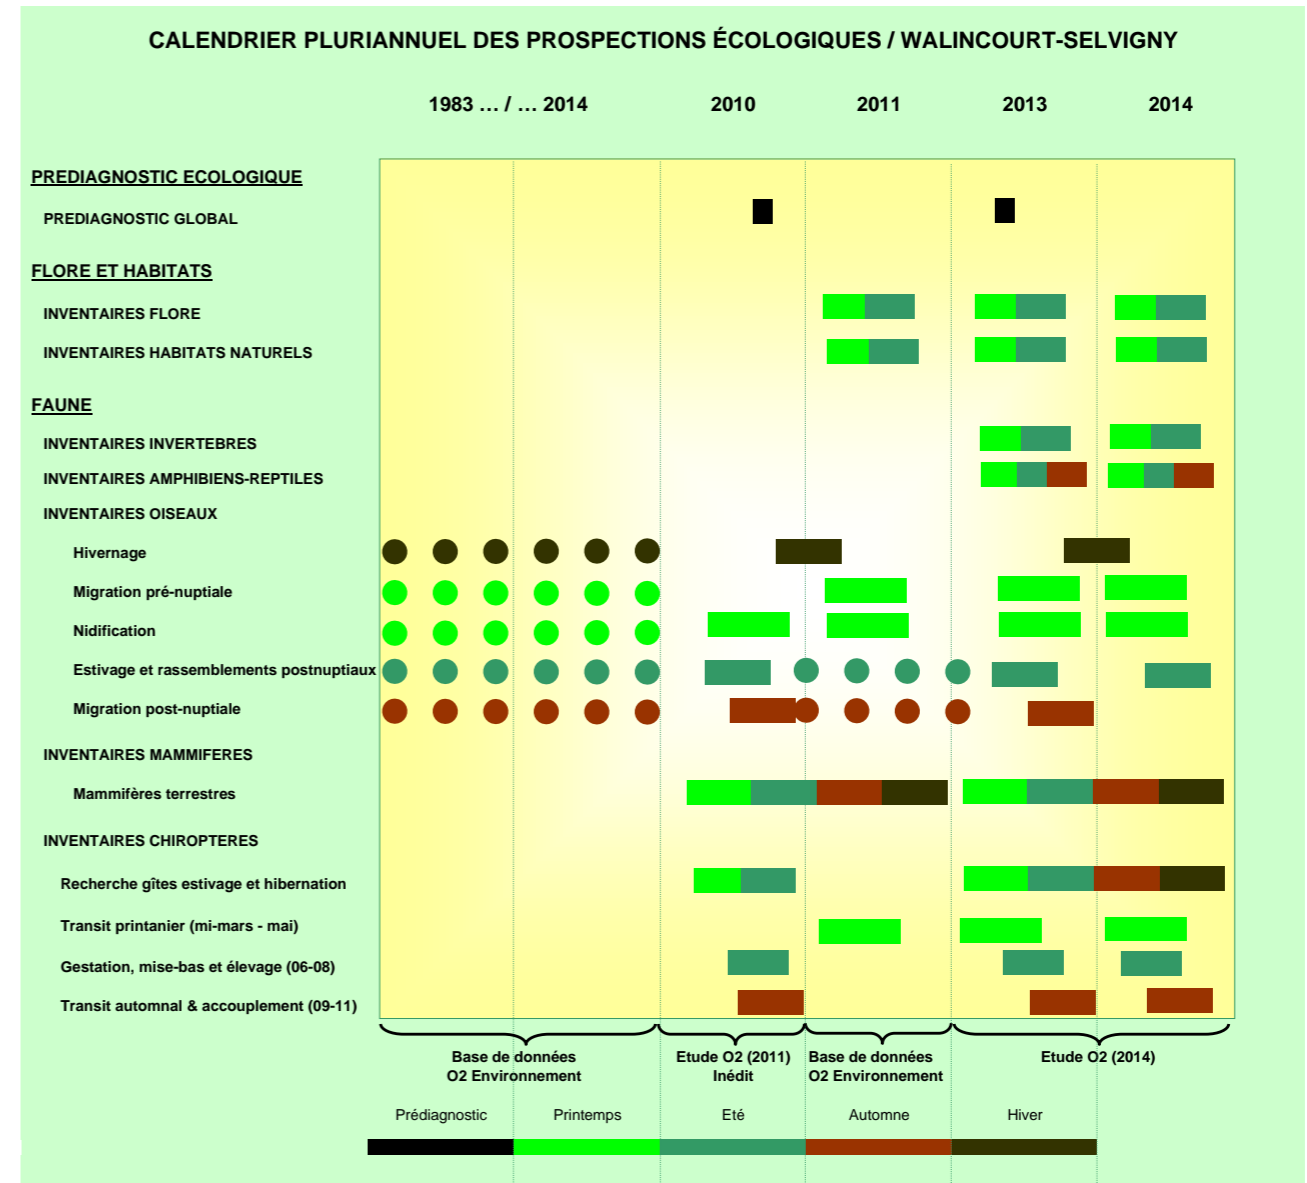 CALENDRIER PLURIANNUEL DES PROSPECTIONS ÉCOLOGIQUES / WALINCOURT-SELVIGNY
1983 … / … 2014 2010 2011 2013 2014
PREDIAGNOSTIC ECOLOGIQUE
PREDIAGNOSTIC GLOBAL
FLORE ET HABITATS
INVENTAIRES FLORE
INVENTAIRES HABITATS NATURELS
FAUNE
INVENTAIRES INVERTEBRES
INVENTAIRES AMPHIBIENS-REPTILES
INVENTAIRES OISEAUX
Hivernage
Migration pré-nuptiale
Nidification
Estivage et rassemblements postnuptiaux
Migration post-nuptiale
INVENTAIRES MAMMIFERES
Mammifères terrestres
INVENTAIRES CHIROPTERES
Recherche gîtes estivage et hibernation
Transit printanier (mi-mars - mai)
Gestation, mise-bas et élevage (06-08)
Transit automnal & accouplement (09-11)
Base de données
O2 Environnement
Etude O2 (2011)
Inédit
Base de données
O2 Environnement
Etude O2 (2014)
Prédiagnostic Printemps Eté Automne Hiver